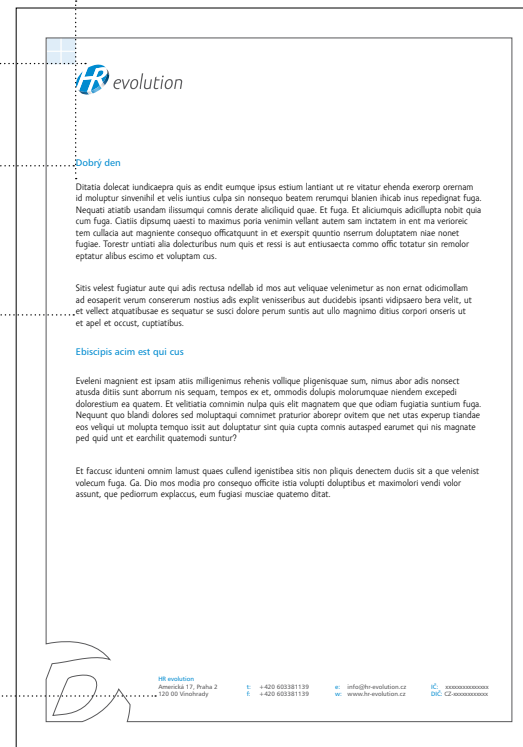 HR evolution
Dobrý den
Ditatia dolecat iundicaepra quis as endit eumque ipsus estium lantiant ut re vitatur ehenda exerorp orernam
id moluptur sinvenihil et velis iuntius culpa sin nonsequo beatem rerumqui blanien ihicab inus repedignat fuga.
Nequati atiatib usandam ilissumqui comnis derate aliciliquid quae. Et fuga. Et aliciumquis adicillupta nobit quia
cum fuga. Ciatiis dipsumq uaesto to maximus poria venimin vellant autem sam inctatem in et ma verioreic
tem cullacia aut magniente consequo officatquunt in et exerspit quuntio nserrum doluptatem niae nonet
fugiae. Torestr untiati alia dolecturibus num quis et ressi is aut entiusaecta commo offic totatur sin remolor
eptatur alibus escimo et voluptam cus.
Sitis velest fugiatur aute qui adis rectusa ndellab id mos aut veliquae velenimetur as non ernat odicimollam
ad eosaperit verum consererum nostius adis explit venisseribus aut ducidebis ipsanti vidipsaero bera velit, ut
et vellect atquatibusae es sequatur se susci dolore perum suntis aut ullo magnimo ditius corpori onseris ut
et apel et occust, cuptiatibus.
Ebiscipis acim est qui cus
Eveleni magnient est ipsam atiis milligenimus rehenis vollique pligenisquae sum, nimus abor adis nonsect
atusda ditiis sunt aborrum nis sequam, tempos ex et, ommodis dolupis molorumquae niendem excepedi
dolorestium ea quatem. Et velitiatia comnimin nulpa quis elit magnatem que que odiam fugiatia suntium fuga.
Nequunt quo blandi dolores sed moluptaqui comnimet praturior aborepr ovitem que net utas experup tiandae
eos veliqui ut molupta temquo issit aut doluptatur sint quia cupta comnis autasped earumet qui nis magnate
ped quid unt et earchilit quatemodi suntur?
Et faccusc idunteni omnim lamust quaes cullend igenistibea sitis non pliquis denectem duciis sit a que velenist
volecum fuga. Ga. Dio mos modia pro consequo officite istia volupti doluptibus et maximolori vendi volor
assunt, que pediorrum explaccus, eum fugiasi musciae quatemo ditat.
HR evolution
Americká 17, Praha 2 t: +420 603381139 e: info@hr-evolution.cz IČ: xxxxxxxxxxxxxx
120 00 Vinohrady f: +420 603381139 w: www.hr-evolution.cz DIČ: CZ-xxxxxxxxxxx